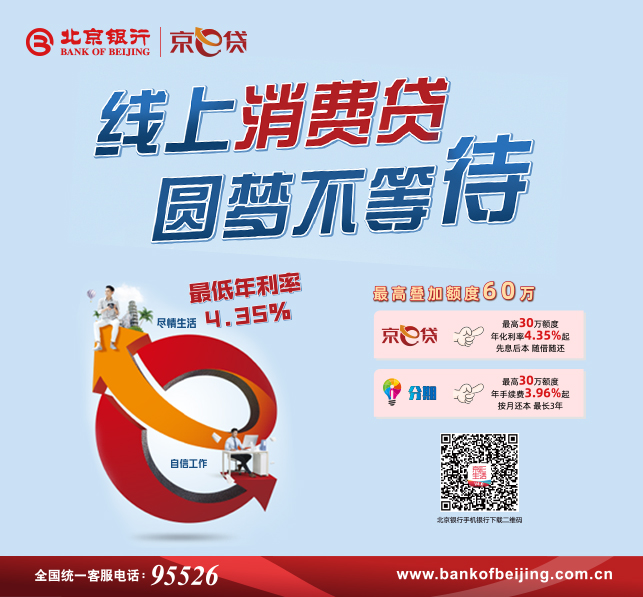 北京银行
BANK OF BEIJING
京e贷
线上消费贷
圆梦不等待
最低年利率
4.35%
尽情生活
自信工作
最高叠加额度60万
京e贷
最高30万额度
年化利率4.35%起
先息后本 随借随还
分期
最高30万额度
年手续费3.96%起
按月还本 最长3年
京彩生活
北京银行手机银行下载二维码
全国统一客服电话：95526
www.bankofbeijing.com.cn